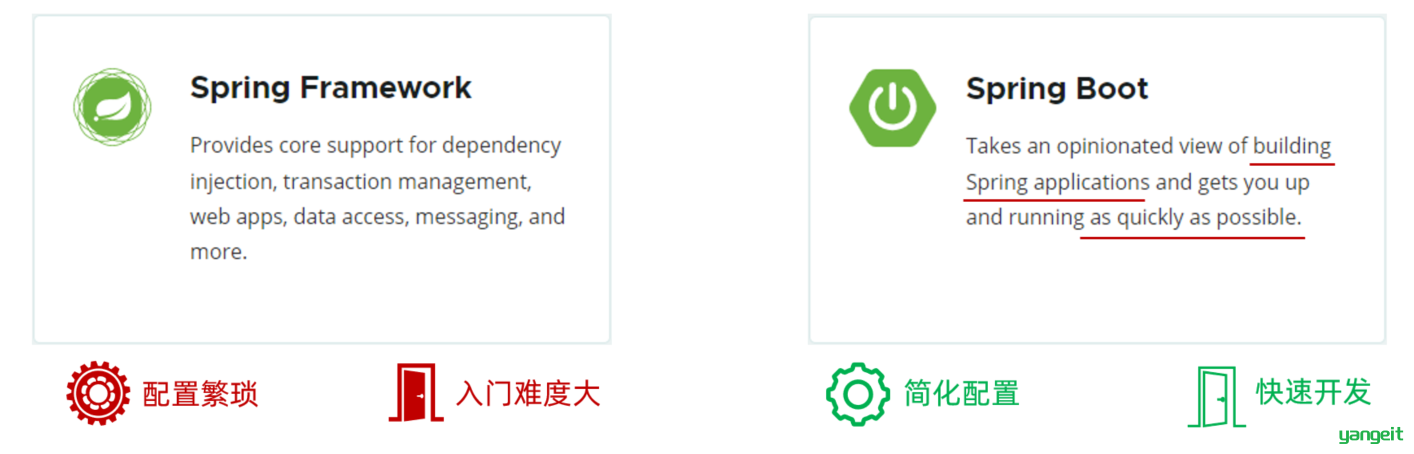 Spring Framework
Provides core support for dependency
injection, transaction management,
web apps, data access, messaging, and
more.
配置繁琐
入门难度大
Spring Boot
Takes an opinionated view of building
Spring applications and gets you up
and running as quickly as possible.
简化配置
快速开发
yangeit